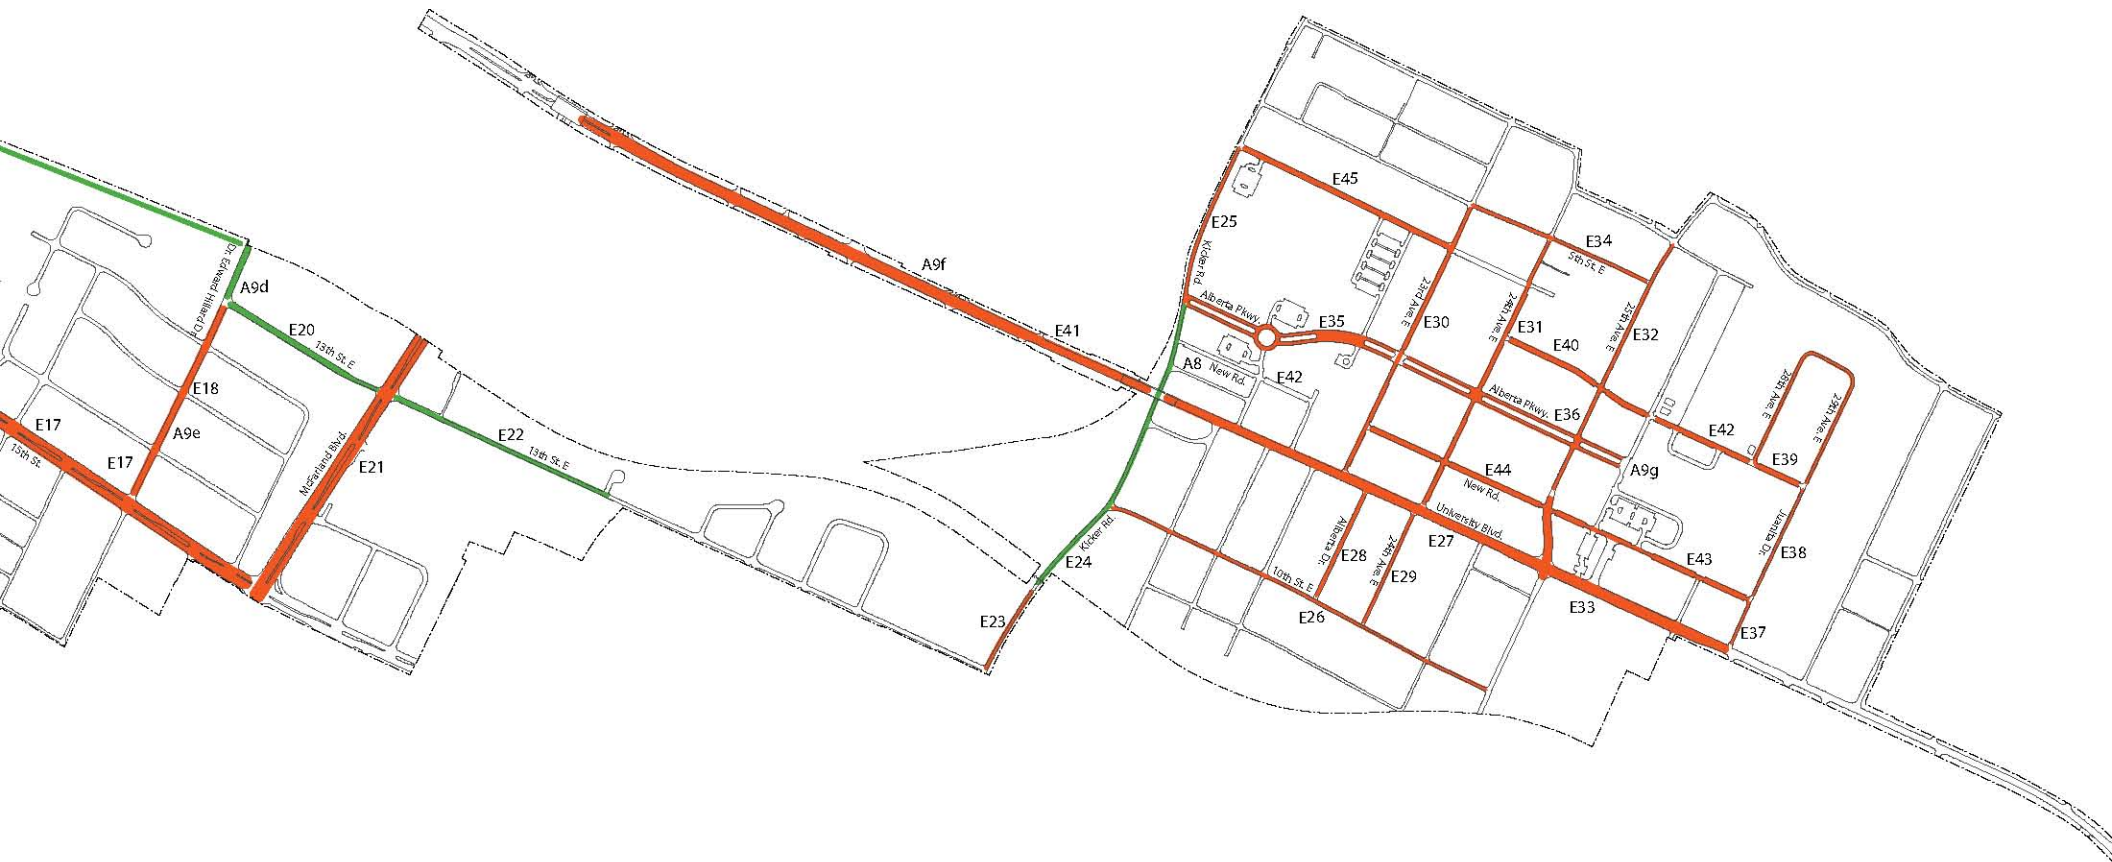 E45
E25
E34
5th St. E
Kicker Rd.
Dr. Edward Hilliard Dr.
A9f
A9d
Alberta Pkwy.
23rd Ave. E
24th Ave. E
25th Ave. E
E20
13th St. E
E41
E35
E30
E31
E32
E40
A8
New Rd.
E42
28th Ave. E
29th Ave. E
E18
Alberta Pkwy.
E36
E17
A9e
E22
13th St. E
E42
15th St.
E17
McFarland Blvd.
E21
E39
E44
A9g
New Rd.
University Blvd.
E27
Kicker Rd.
E24
Alberta Dr.
E28
24th Ave. E
E29
Juanita Dr.
E38
E43
10th St. E
E26
E33
E23
E37